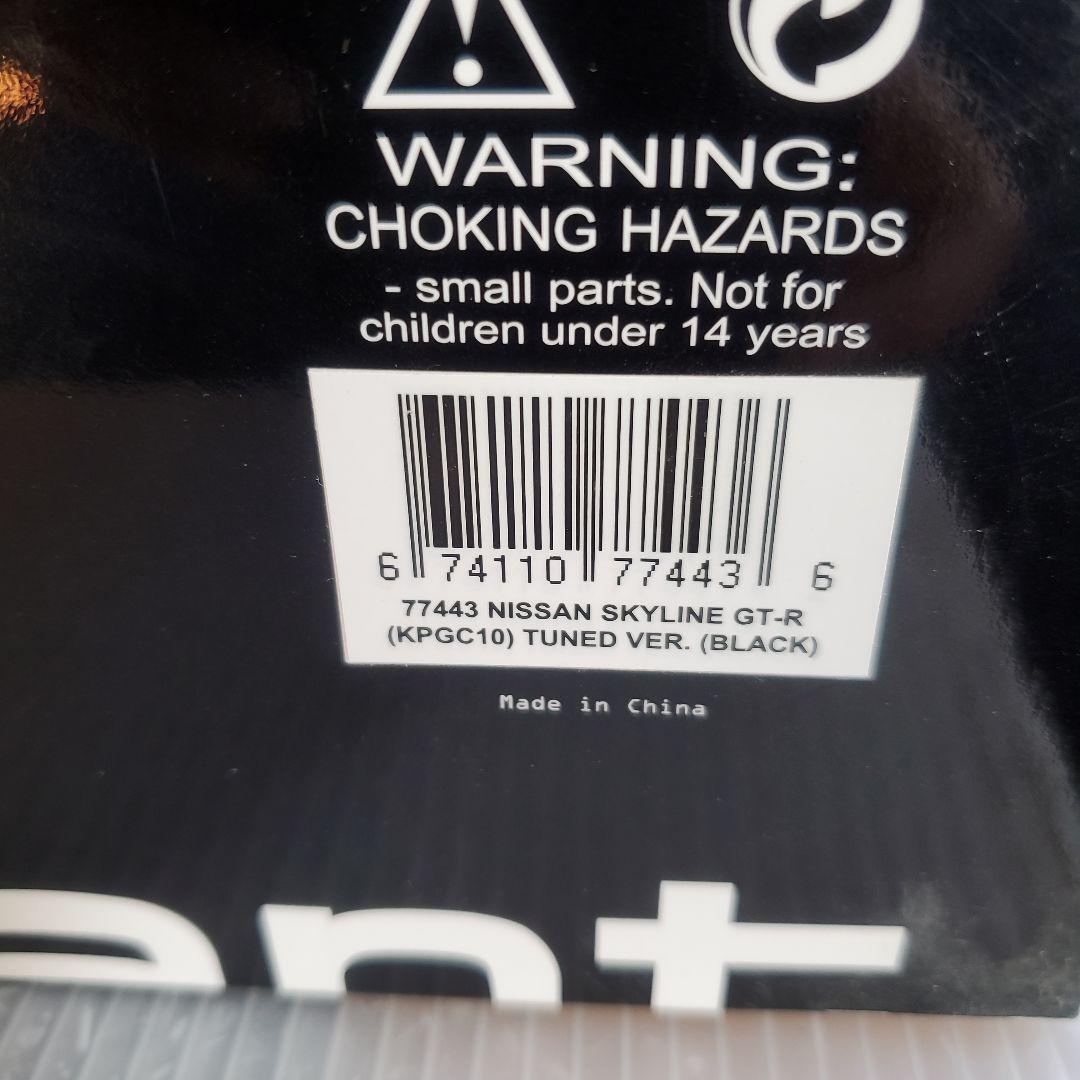 WARNING:
CHOKING HAZARDS
- small parts. Not for
children under 14 years
6 74110 77443 6
77443 NISSAN SKYLINE GT-R
(KPGC10) TUNED VER. (BLACK)
Made in China
ent